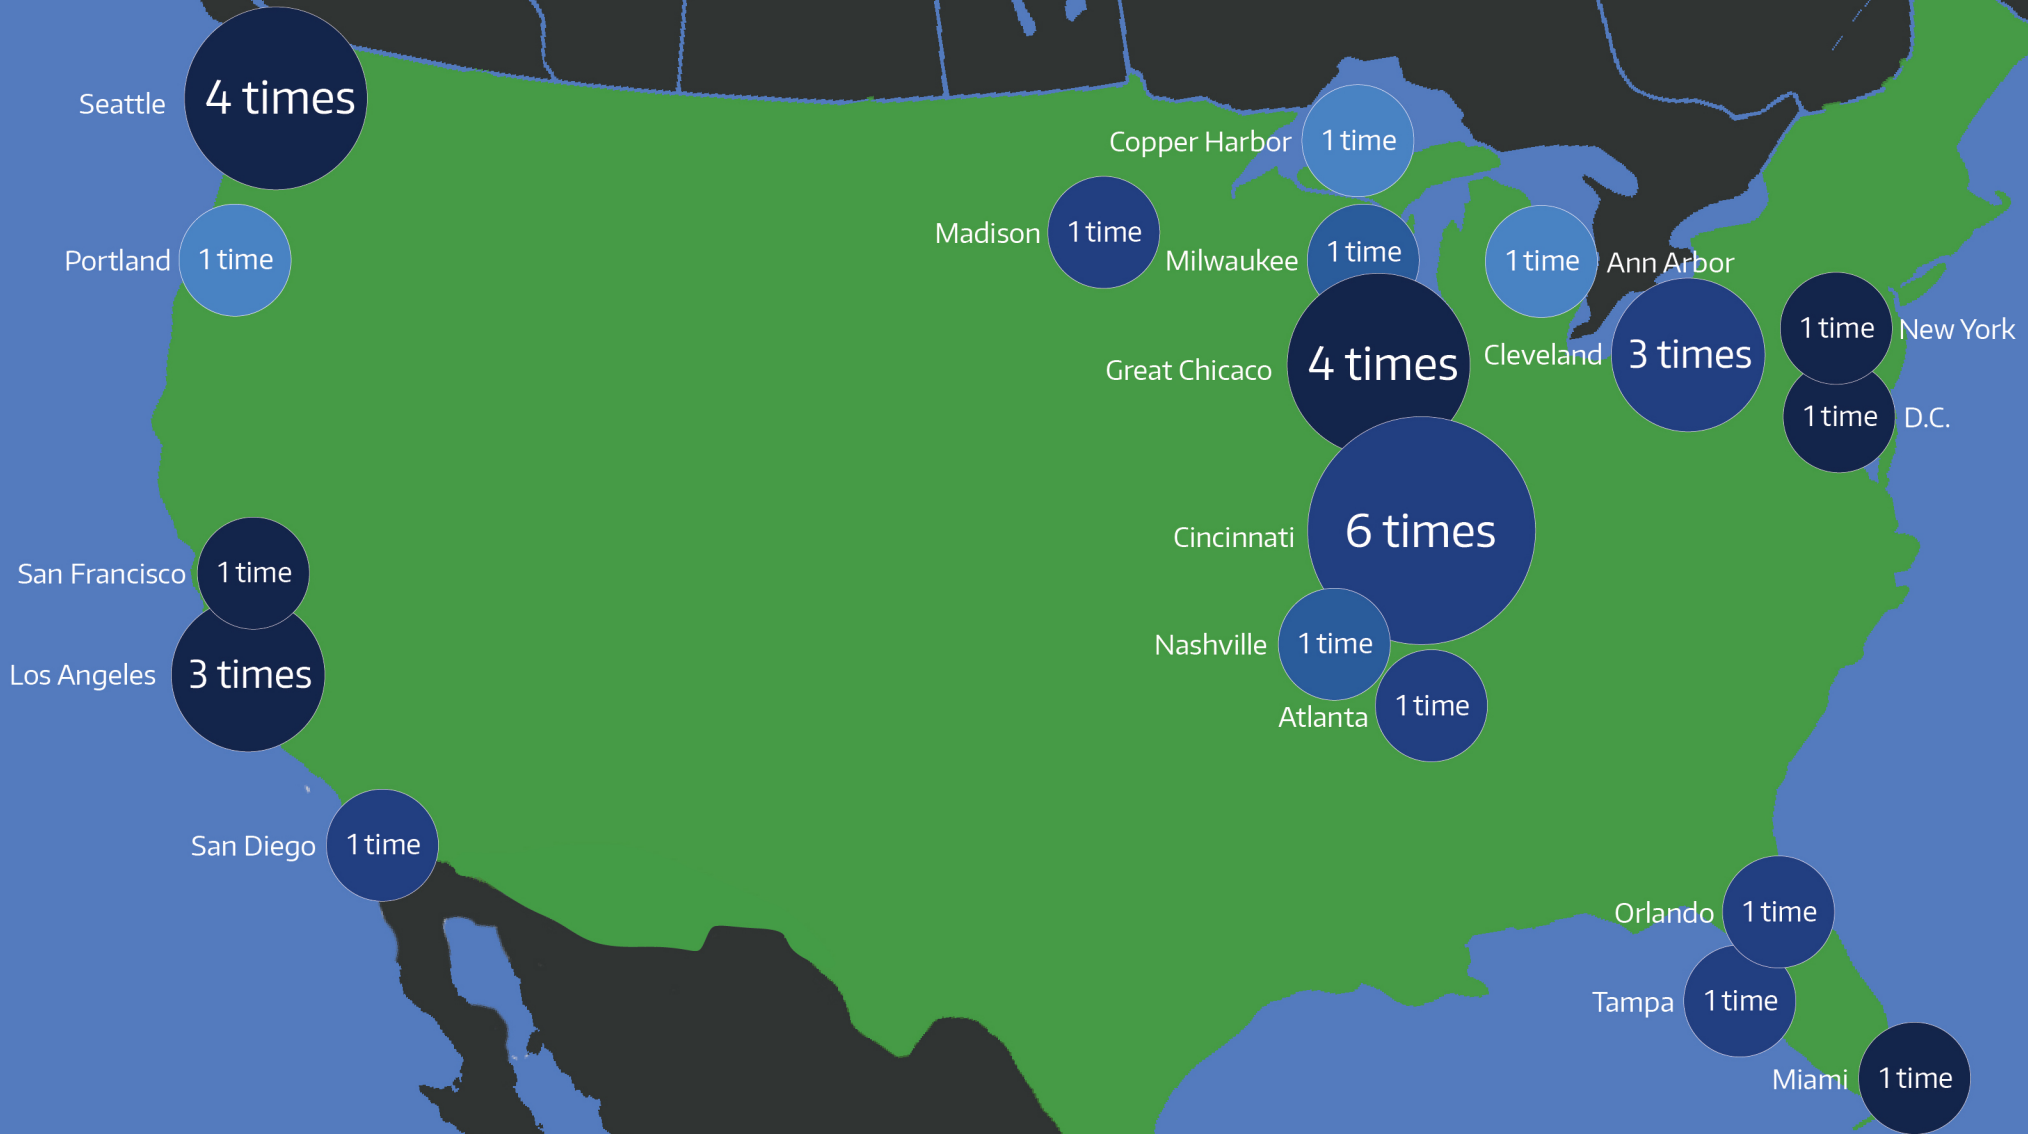 Seattle
4 times
Copper Harbor
1 time
Madison
1 time
Milwaukee
1 time
Portland
1 time
1 time
Ann Arbor
1 time
New York
Great Chicaco
4 times
Cleveland
3 times
1 time
D.C.
Cincinnati
6 times
San Francisco
1 time
Nashville
1 time
Los Angeles
3 times
Atlanta
1 time
San Diego
1 time
Orlando
1 time
Tampa
1 time
Miami
1 time